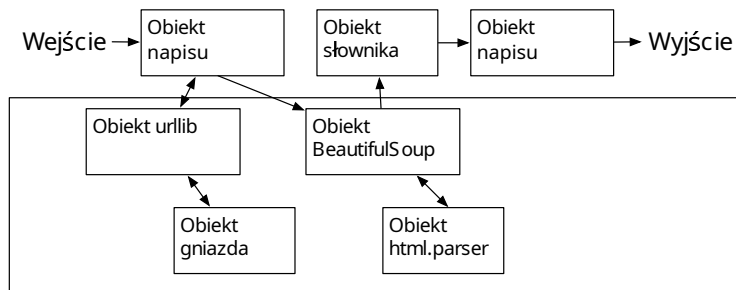 Wejście
Obiekt
napisu
Obiekt
słownika
Obiekt
napisu
Wyjście
Obiekt urllib
Obiekt
BeautifulSoup
Obiekt
gniazda
Obiekt
html.parser